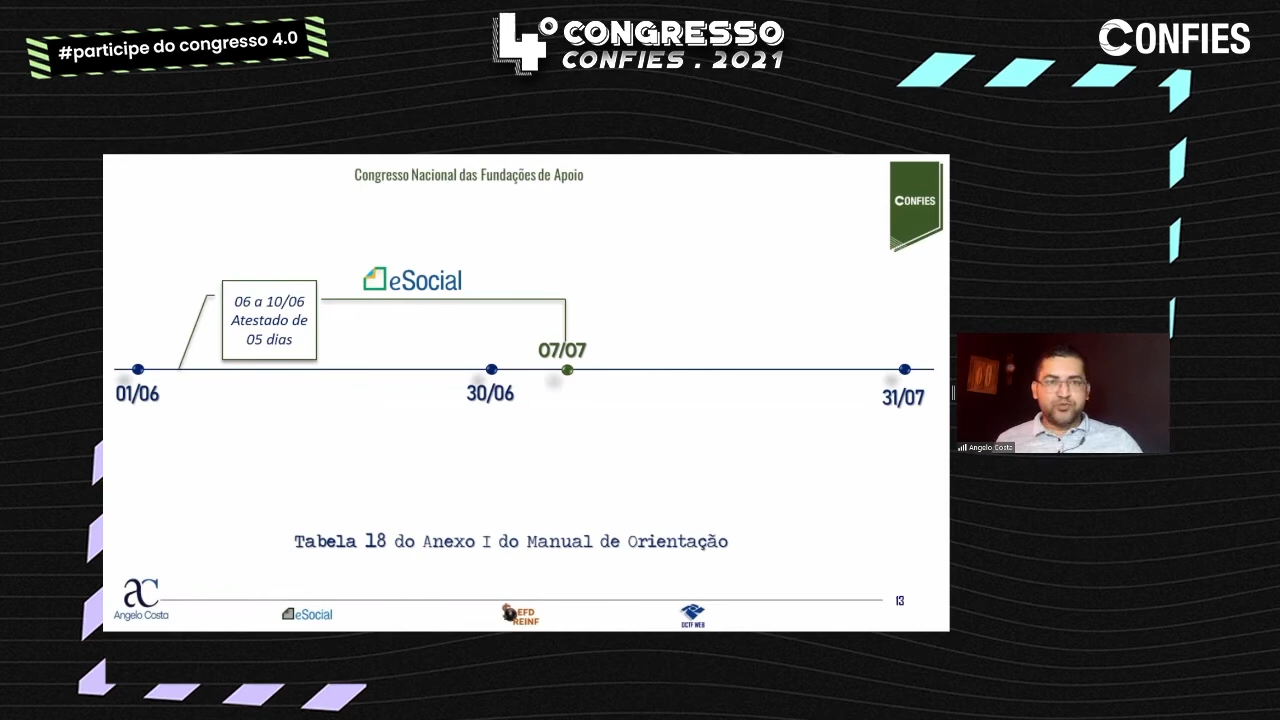 #participe do congresso 4.0
4º CONGRESSO
CONFIES . 2021
CONFIES
Congresso Nacional das Fundações de Apoio
CONFIES
eSocial
06 a 10/06
Atestado de
05 dias
07/07
01/06
30/06
31/07
Angelo Costa
Tabela 18 do Anexo I do Manual de Orientação
AC
Angelo Costa
eSocial
EFD
REINF
DCTF WEB
13